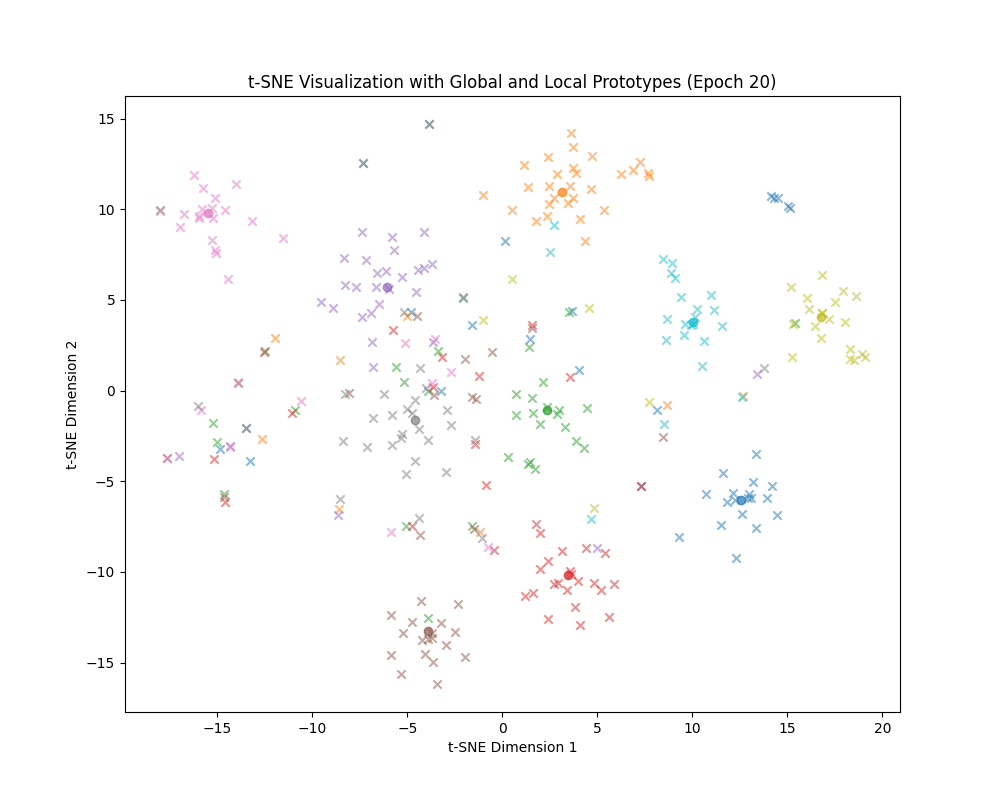 t-SNE Visualization with Global and Local Prototypes (Epoch 20)
15
10
5
0
−5
−10
−15
t-SNE Dimension 2
−15 −10 −5 0 5 10 15 20
t-SNE Dimension 1